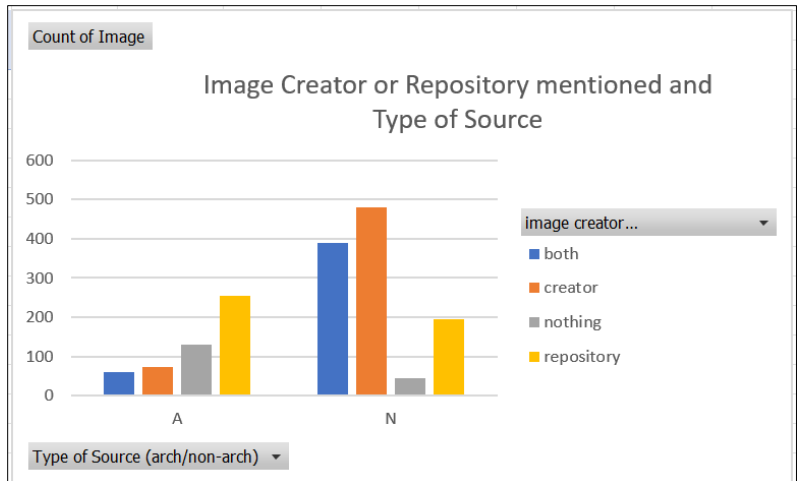 Count of Image
Image Creator or Repository mentioned and
Type of Source
600
500
400
300
200
100
0
A
N
image creator...
both
creator
nothing
repository
Type of Source (arch/non-arch)